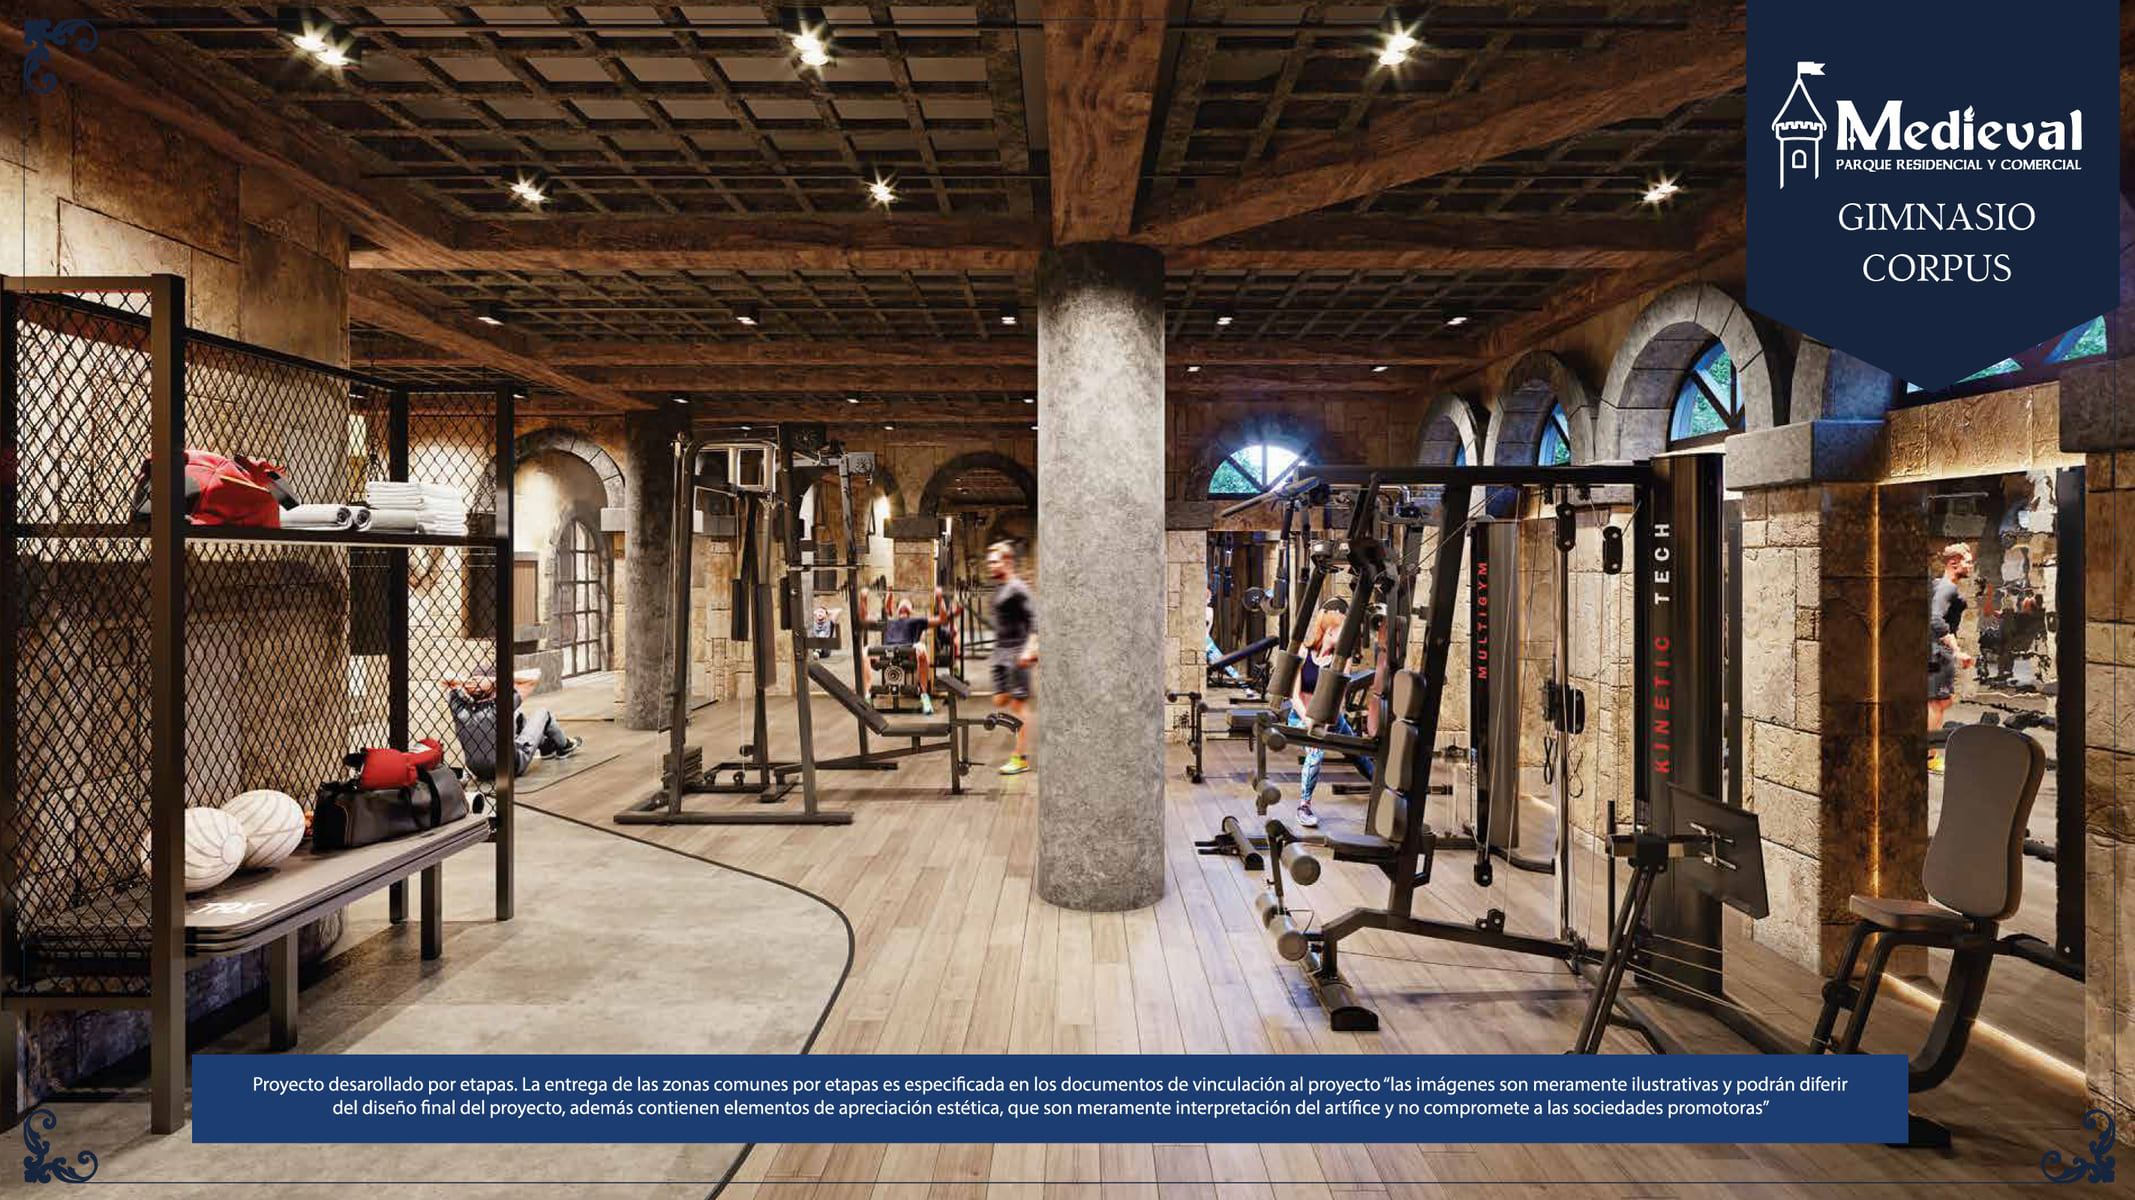 Medieval
PARQUE RESIDENCIAL Y COMERCIAL
GIMNASIO
CORPUS
MULTIGYM
KINETIC TECH
TRX
Proyecto desarollado por etapas. La entrega de las zonas comunes por etapas es especificada en los documentos de vinculación al proyecto “las imágenes son meramente ilustrativas y podrán diferir
del diseño final del proyecto, además contienen elementos de apreciación estética, que son meramente interpretación del artífice y no compromete a las sociedades promotoras”